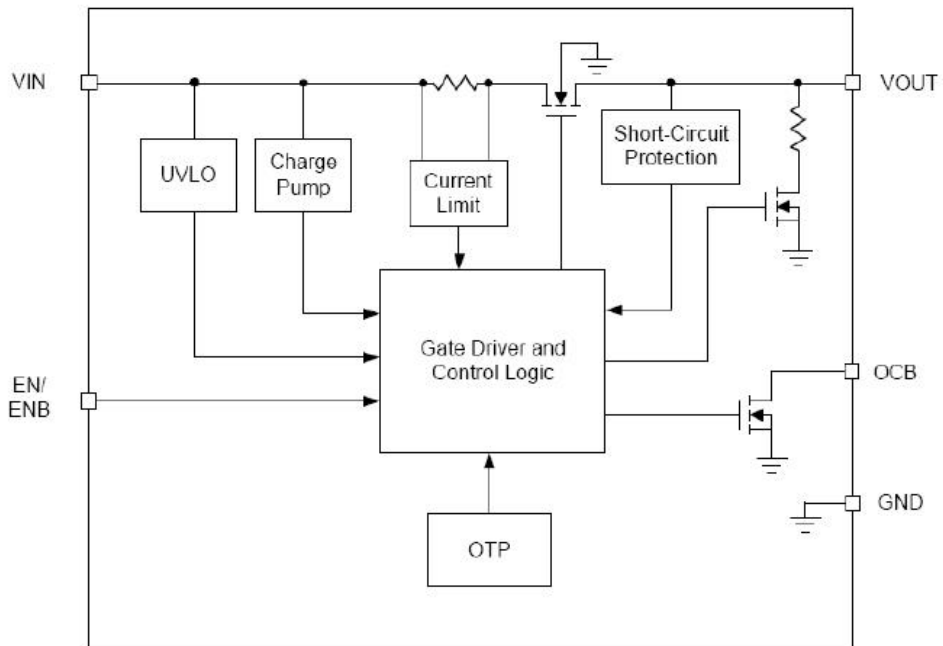 VIN
VOUT
UVLO
Charge
Pump
Current
Limit
Short-Circuit
Protection
Gate Driver and
Control Logic
EN/
ENB
OCB
GND
OTP